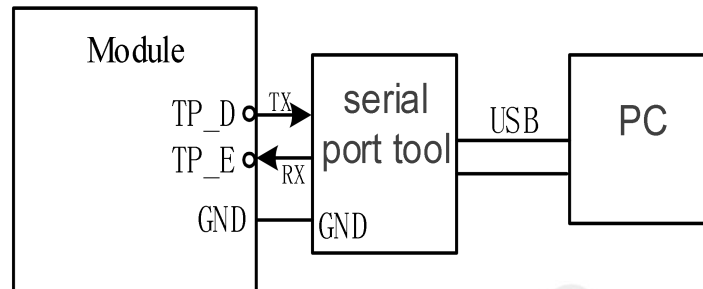 Module
TP_D
TX
serial
port tool
USB
PC
TP_E
RX
GND
GND